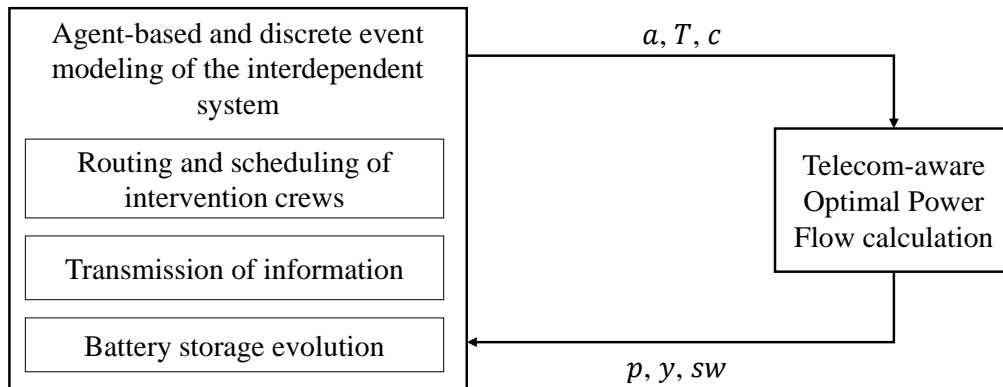 Agent-based and discrete event
modeling of the interdependent
system
Routing and scheduling of
intervention crews
Transmission of information
Battery storage evolution
a, T, c
Telecom-aware
Optimal Power
Flow calculation
p, y, sw